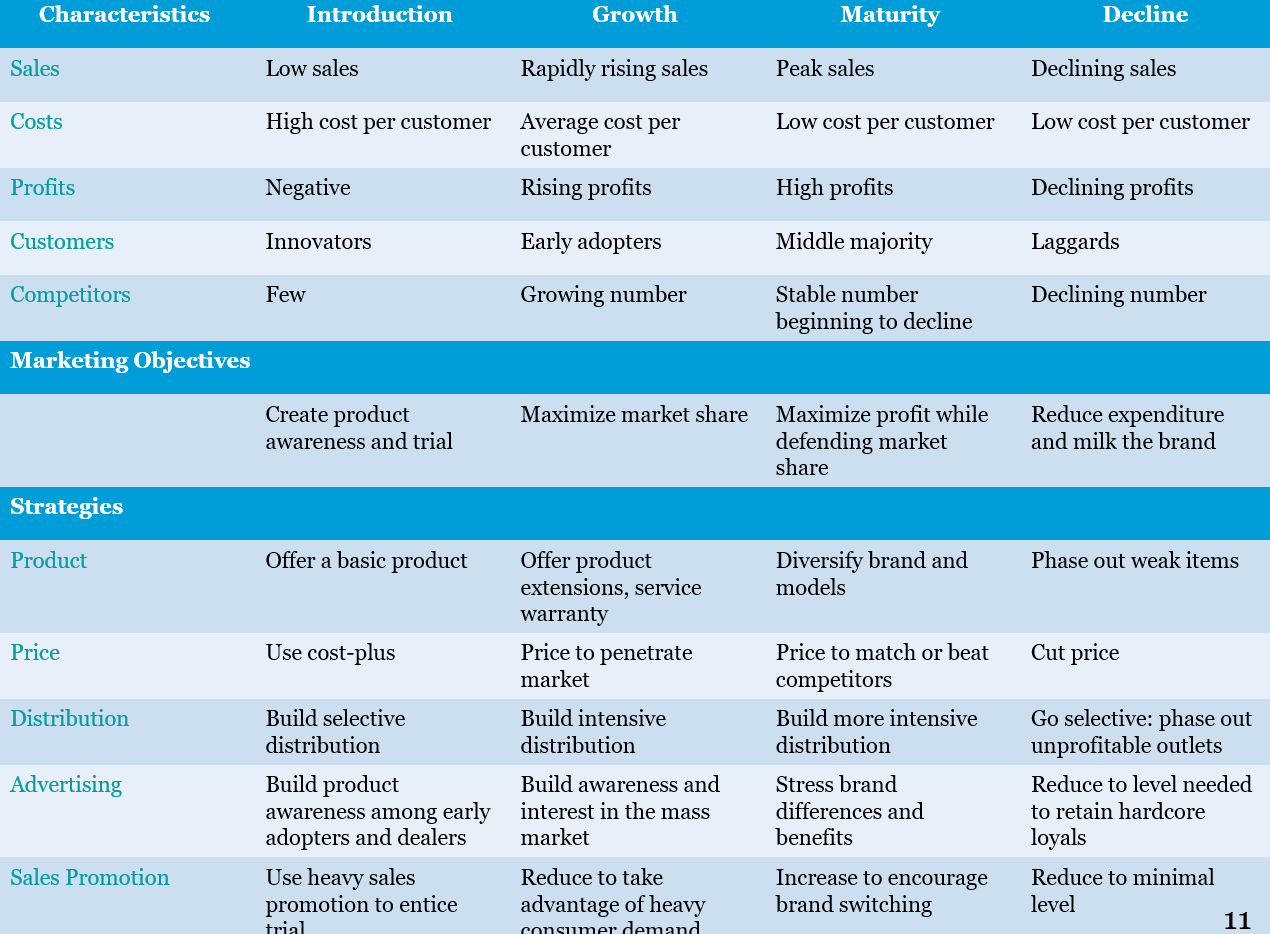 Characteristics Introduction Growth Maturity Decline
Sales Low sales Rapidly rising sales Peak sales Declining sales
Costs High cost per customer Average cost per Low cost per customer Low cost per customer
customer
Profits Negative Rising profits High profits Declining profits
Customers Innovators Early adopters Middle majority Laggards
Competitors Few Growing number Stable number Declining number
beginning to decline
Marketing Objectives
Create product Maximize market share Maximize profit while Reduce expenditure
awareness and trial defending market and milk the brand
share
Strategies
Product Offer a basic product Offer product Diversify brand and Phase out weak items
extensions, service models
warranty
Price Use cost-plus Price to penetrate Price to match or beat Cut price
market competitors
Distribution Build selective Build intensive Build more intensive Go selective: phase out
distribution distribution distribution unprofitable outlets
Advertising Build product Build awareness and Stress brand Reduce to level needed
awareness among early interest in the mass differences and to retain hardcore
adopters and dealers market benefits loyals
Sales Promotion Use heavy sales Reduce to take Increase to encourage Reduce to minimal
promotion to entice advantage of heavy brand switching level
trial consumer demand
11